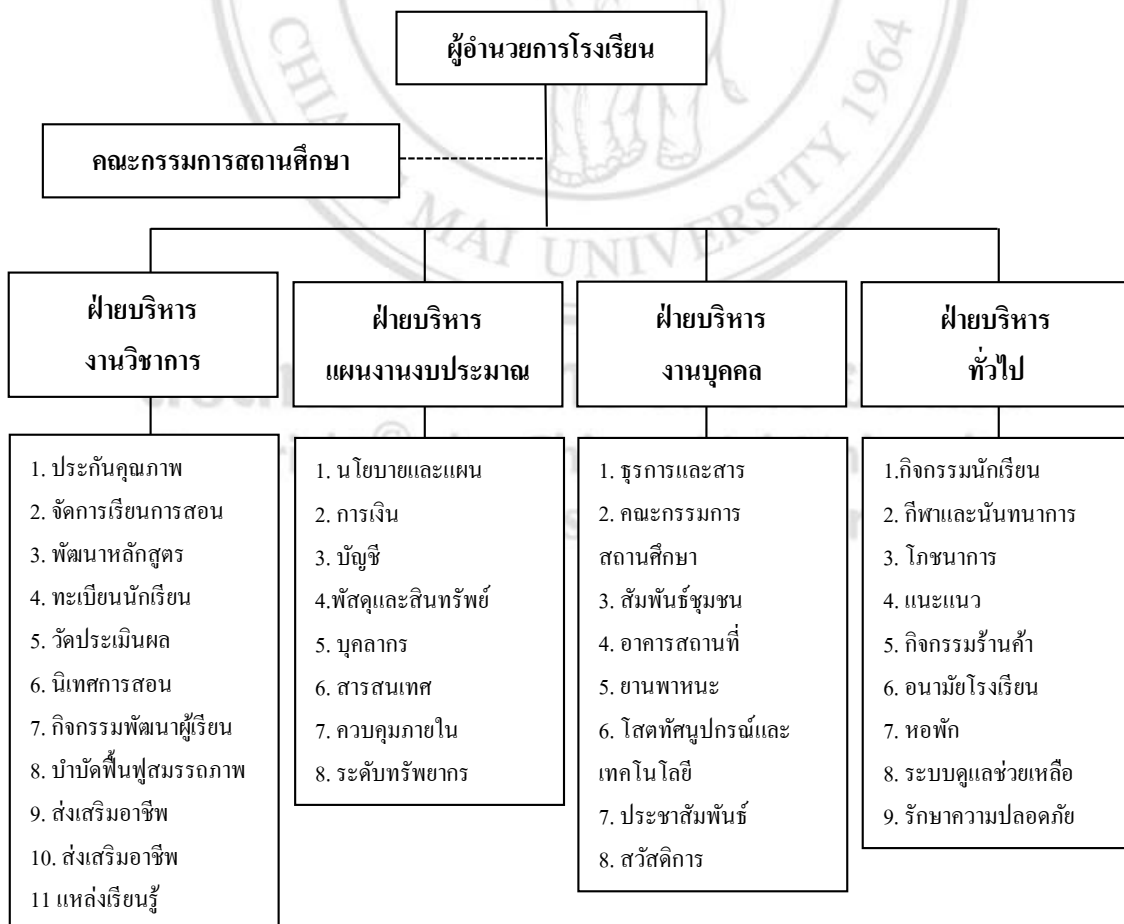 ผู้อำนวยการโรงเรียน
คณะกรรมการสถานศึกษา
CHIANG MAI UNIVERSITY 1964
ฝ่ายบริหาร
งานวิชาการ
ฝ่ายบริหาร
แผนงานงบประมาณ
ฝ่ายบริหาร
งานบุคคล
ฝ่ายบริหาร
ทั่วไป
1. ประกันคุณภาพ
2. จัดการเรียนการสอน
3. พัฒนาหลักสูตร
4. ทะเบียนนักเรียน
5. วัดประเมินผล
6. นิเทศการสอน
7. กิจกรรมพัฒนาผู้เรียน
8. บำบัดฟื้นฟูสมรรถภาพ
9. ส่งเสริมอาชีพ
10. ส่งเสริมอาชีพ
11 แหล่งเรียนรู้
1. นโยบายและแผน
2. การเงิน
3. บัญชี
4.พัสดุและสินทรัพย์
5. บุคลากร
6. สารสนเทศ
7. ควบคุมภายใน
8. ระดับทรัพยากร
1. ธุรการและสาร
2. คณะกรรมการ
สถานศึกษา
3. สัมพันธ์ชุมชน
4. อาคารสถานที่
5. ยานพาหนะ
6. โสตทัศนูปกรณ์และ
เทคโนโลยี
7. ประชาสัมพันธ์
8. สวัสดิการ
1.กิจกรรมนักเรียน
2. กีฬาและนันทนาการ
3. โภชนาการ
4. แนะแนว
5. กิจกรรมร้านค้า
6. อนามัยโรงเรียน
7. หอพัก
8. ระบบดูแลช่วยเหลือ
9. รักษาความปลอดภัย